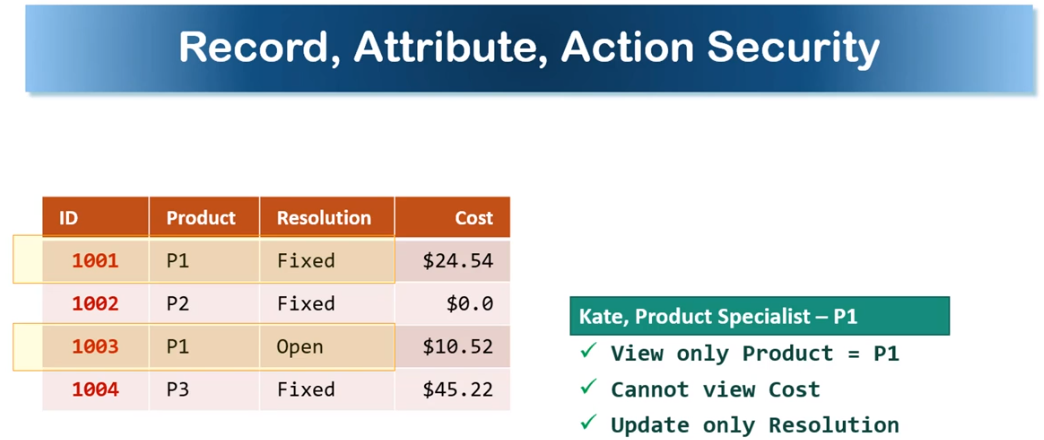 Record, Attribute, Action Security
ID Product Resolution Cost
1001 P1 Fixed $24.54
1002 P2 Fixed $0.0
1003 P1 Open $10.52
1004 P3 Fixed $45.22
Kate, Product Specialist – P1
✓ View only Product = P1
✓ Cannot view Cost
✓ Update only Resolution